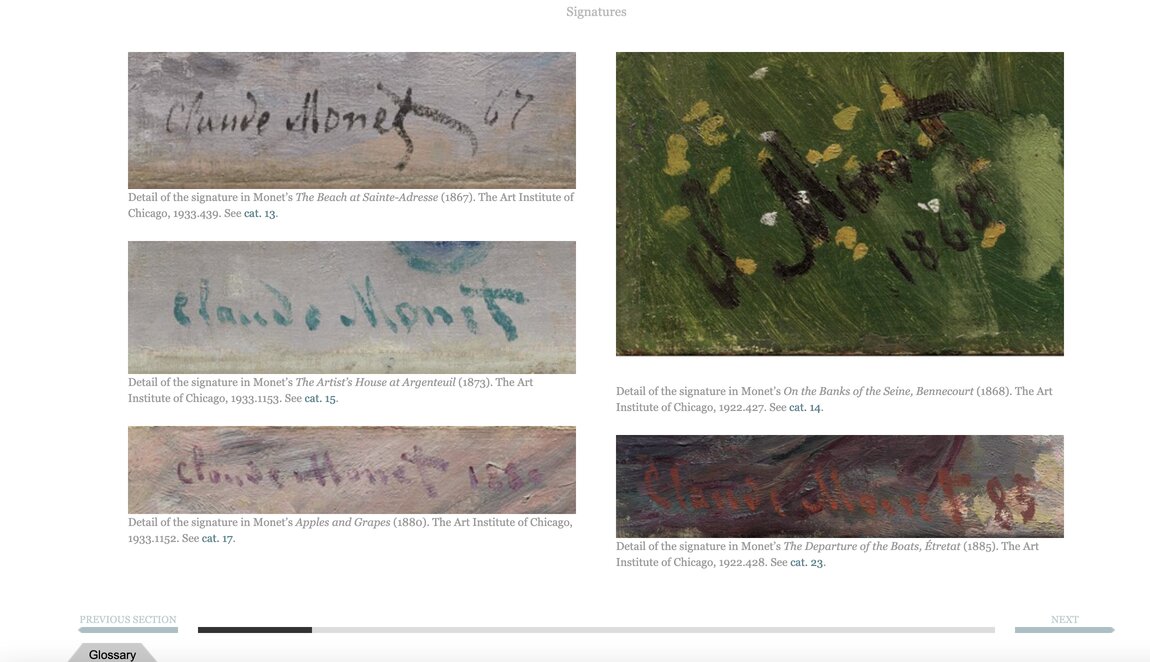 Signatures
Claude Monet 67
Detail of the signature in Monet's The Beach at Sainte-Adresse (1867). The Art Institute of
Chicago, 1933.439. See cat. 13.
Claude Monet
Detail of the signature in Monet's The Artist's House at Argenteuil (1873). The Art
Institute of Chicago, 1933.1153. See cat. 15.
Claude Monet 1880
Detail of the signature in Monet's Apples and Grapes (1880). The Art Institute of Chicago,
1933.1152. See cat. 17.
Cl Monet
1868
Detail of the signature in Monet's On the Banks of the Seine, Bennecourt (1868). The Art
Institute of Chicago, 1922.427. See cat. 14.
Claude Monet 85
Detail of the signature in Monet's The Departure of the Boats, Étretat (1885). The Art
Institute of Chicago, 1922.428. See cat. 23.
PREVIOUS SECTION
NEXT
Glossary